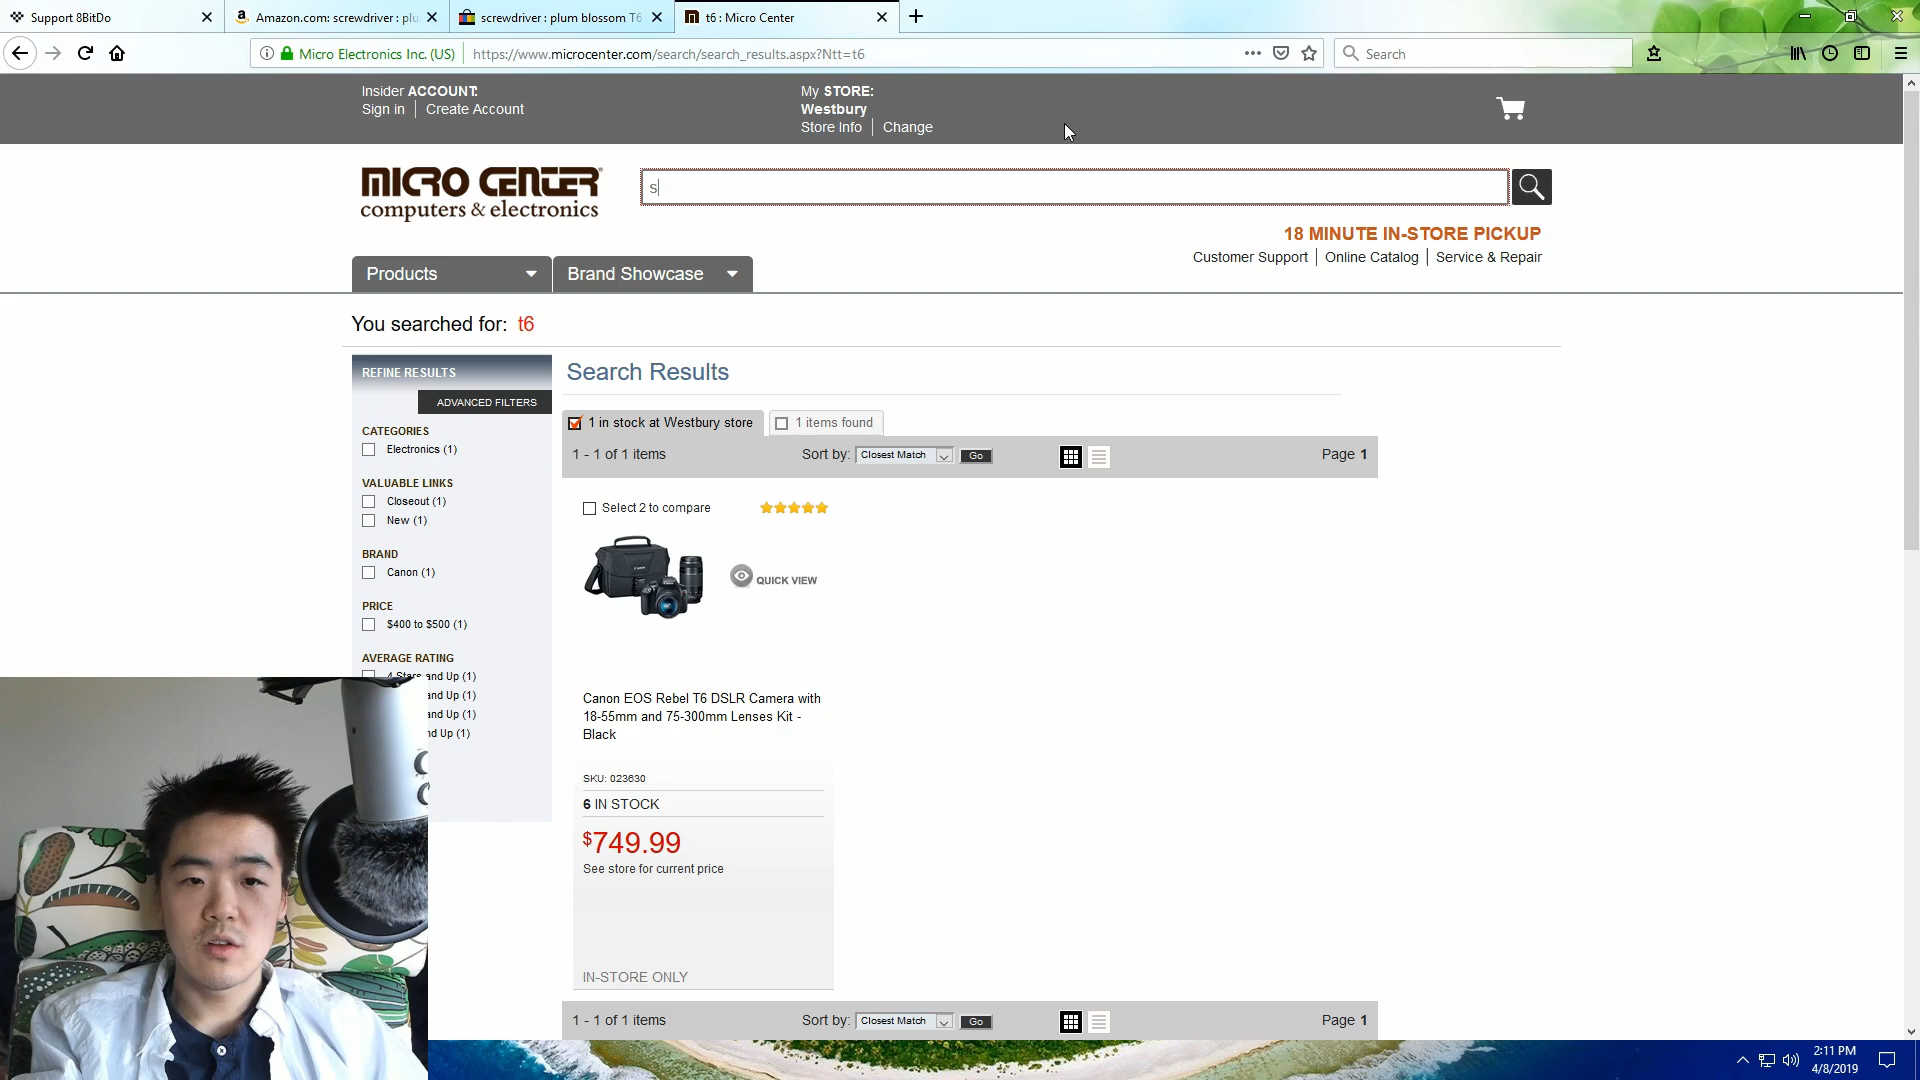 Support 8BitDo
Amazon.com: screwdriver : plu
screwdriver : plum blossom T6
t6 : Micro Center
Micro Electronics Inc. (US)
https://www.microcenter.com/search/search_results.aspx?Ntt=t6
Search
Insider ACCOUNT:
Sign in
Create Account
My STORE:
Westbury
Store Info
Change
MICRO CENTER
computers & electronics
s
18 MINUTE IN-STORE PICKUP
Customer Support
Online Catalog
Service & Repair
Products
Brand Showcase
You searched for: t6
REFINE RESULTS
ADVANCED FILTERS
CATEGORIES
Electronics (1)
VALUABLE LINKS
Closeout (1)
New (1)
BRAND
Canon (1)
PRICE
$400 to $500 (1)
AVERAGE RATING
4 Stars and Up (1)
and Up (1)
and Up (1)
nd Up (1)
Search Results
1 in stock at Westbury store
1 items found
1 - 1 of 1 items
Sort by:
Closest Match
Go
Page 1
Select 2 to compare
QUICK VIEW
Canon EOS Rebel T6 DSLR Camera with
18-55mm and 75-300mm Lenses Kit -
Black
SKU: 023630
6 IN STOCK
$749.99
See store for current price
IN-STORE ONLY
1 - 1 of 1 items
Sort by:
Closest Match
Go
Page 1
2:11 PM
4/8/2019